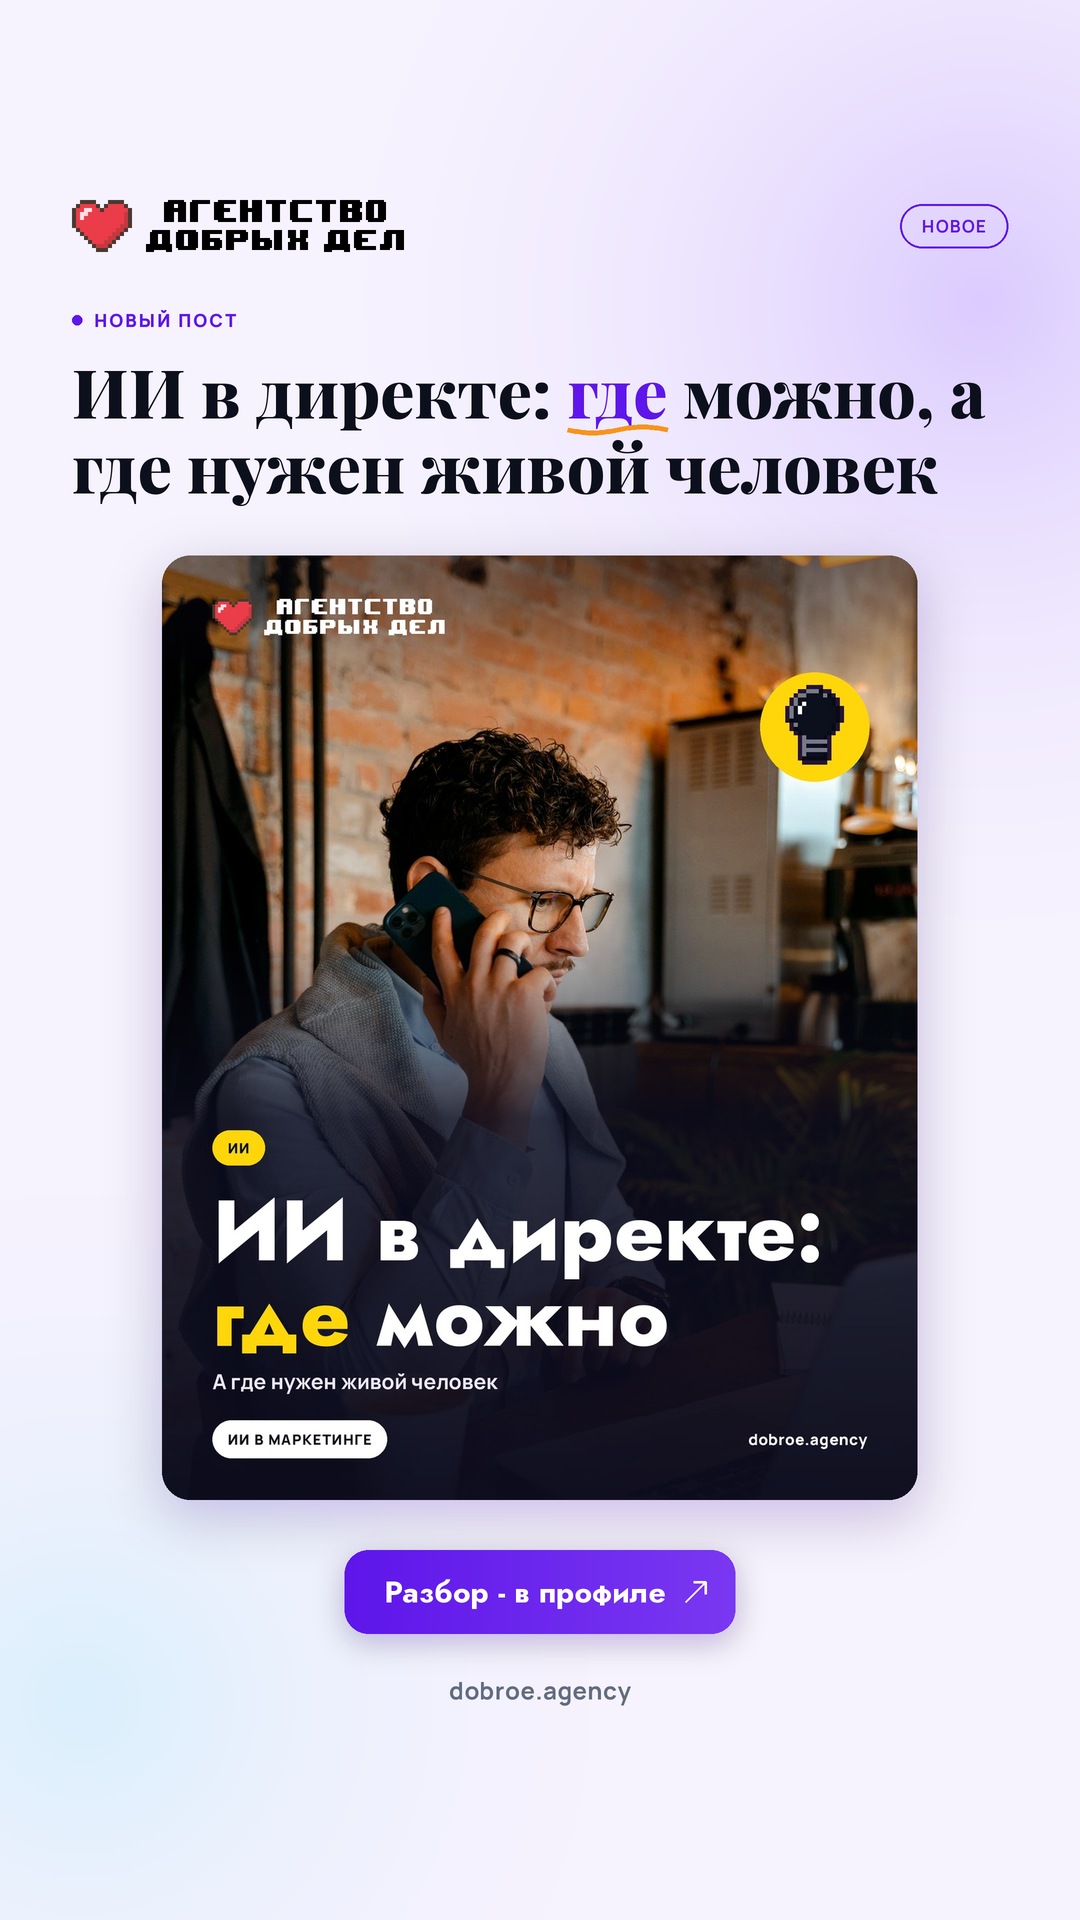 АГЕНТСТВО
ДОБРЫХ ДЕЛ
НОВОЕ
НОВЫЙ ПОСТ
ИИ в директе: где можно, а
где нужен живой человек
АГЕНТСТВО
ДОБРЫХ ДЕЛ
ИИ
ИИ в директе:
где можно
А где нужен живой человек
ИИ В МАРКЕТИНГЕ
dobroe.agency
Разбор - в профиле
dobroe.agency